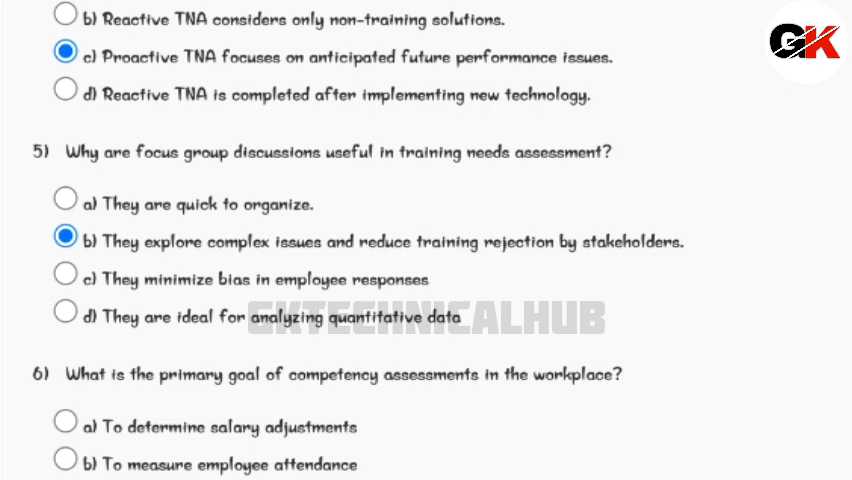 b) Reactive TNA considers only non-training solutions.
c) Proactive TNA focuses on anticipated future performance issues.
d) Reactive TNA is completed after implementing new technology.
5) Why are focus group discussions useful in training needs assessment?
a) They are quick to organize.
b) They explore complex issues and reduce training rejection by stakeholders.
c) They minimize bias in employee responses
d) They are ideal for analyzing quantitative data
6) What is the primary goal of competency assessments in the workplace?
a) To determine salary adjustments
b) To measure employee attendance
GK
GKTECHNICALHUB